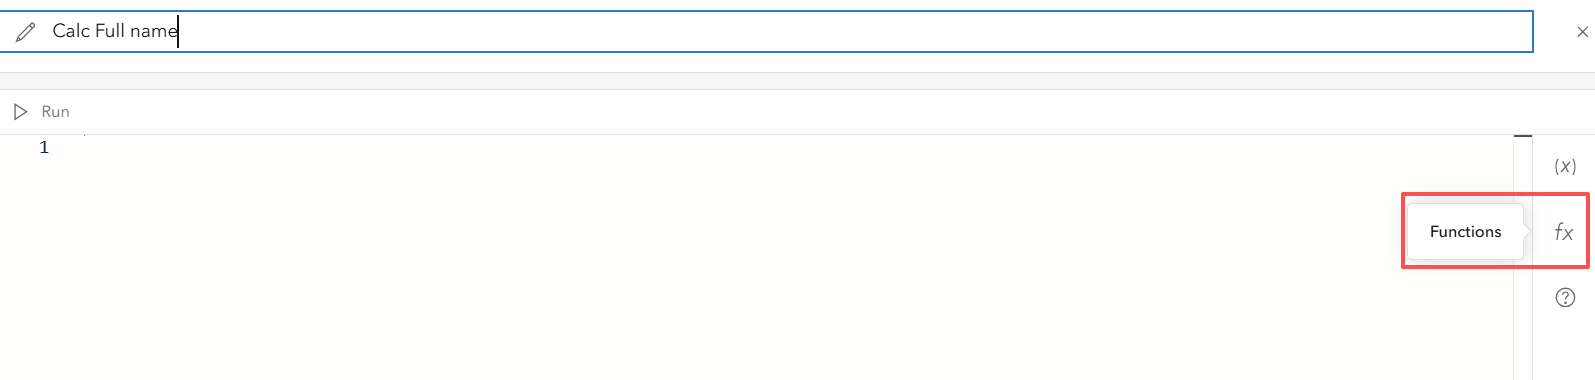 Calc Full name
Run
1
(x)
Functions
fx
?